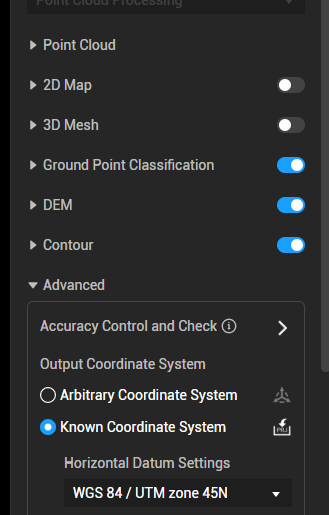 Point Cloud Processing
Point Cloud
2D Map
3D Mesh
Ground Point Classification
DEM
Contour
Advanced
Accuracy Control and Check
Output Coordinate System
Arbitrary Coordinate System
Known Coordinate System
PRJ
Horizontal Datum Settings
WGS 84 / UTM zone 45N